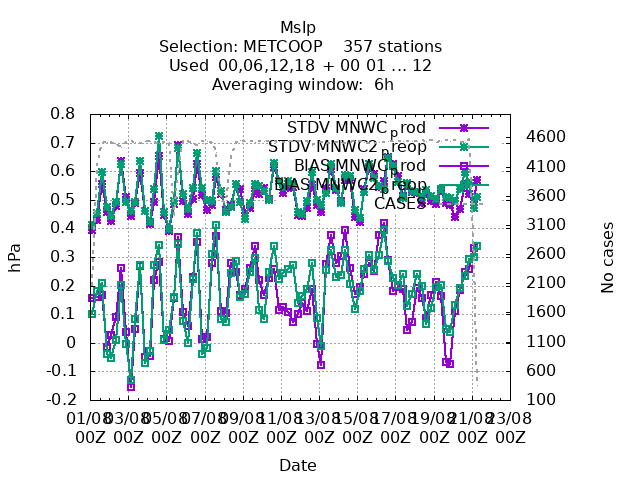 Mslp
Selection: METCOOP 357 stations
Used 00,06,12,18 + 00 01 ... 12
Averaging window: 6h
STDV MNWC_prod
STDV MNWC2_preop
BIAS MNWC_prod
BIAS MNWC2_preop
CASES
0.8
0.7
0.6
0.5
0.4
0.3
0.2
0.1
0
-0.1
-0.2
hPa
4600
4100
3600
3100
2600
2100
1600
1100
600
100
No cases
01/08 03/08 05/08 07/08 09/08 11/08 13/08 15/08 17/08 19/08 21/08 23/08
00Z 00Z 00Z 00Z 00Z 00Z 00Z 00Z 00Z 00Z 00Z 00Z
Date